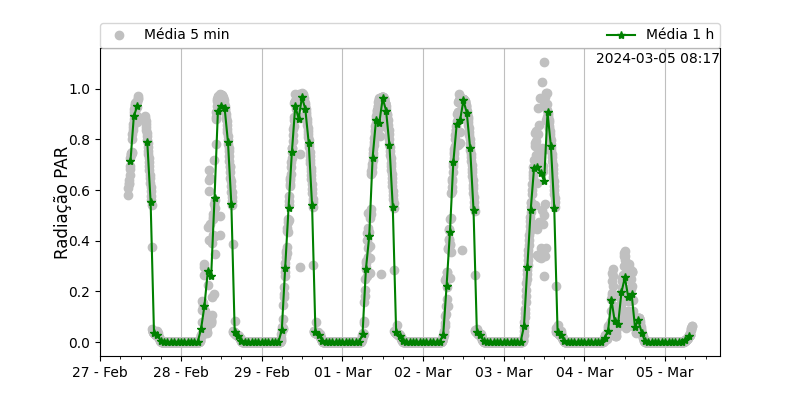 Média 5 min
Média 1 h
2024-03-05 08:17
Radiação PAR
1.0
0.8
0.6
0.4
0.2
0.0
27 - Feb
28 - Feb
29 - Feb
01 - Mar
02 - Mar
03 - Mar
04 - Mar
05 - Mar